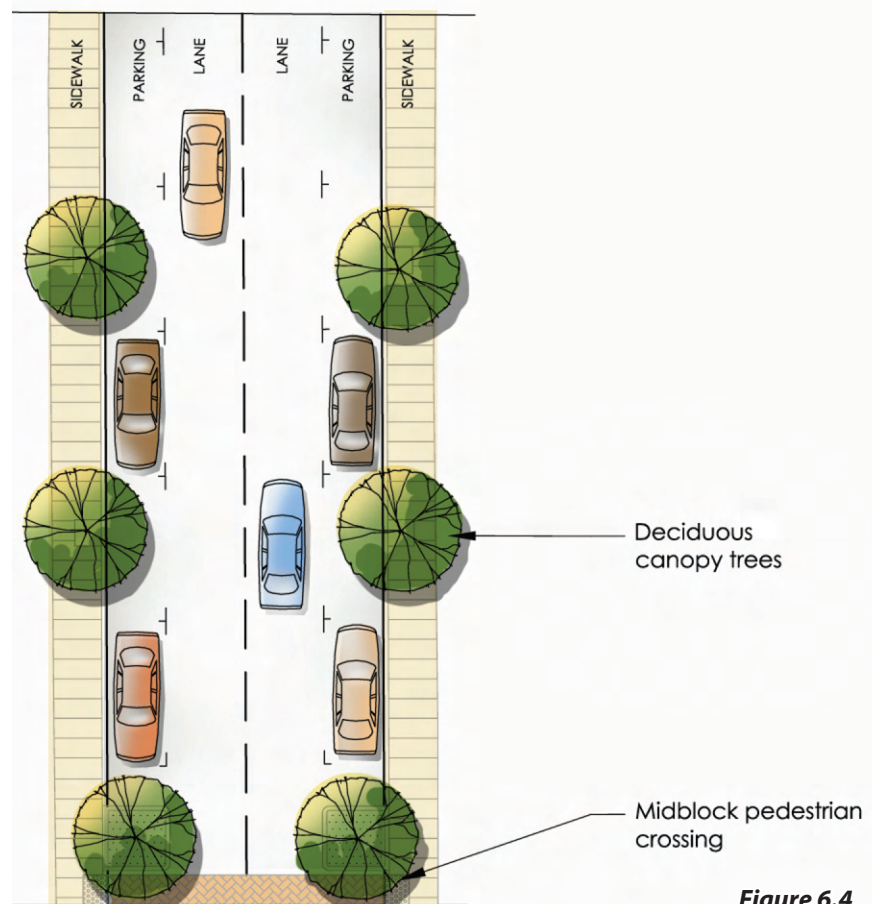 SIDEWALK
PARKING
LANE
LANE
PARKING
SIDEWALK
Deciduous
canopy trees
Midblock pedestrian
crossing
Figure 6.4